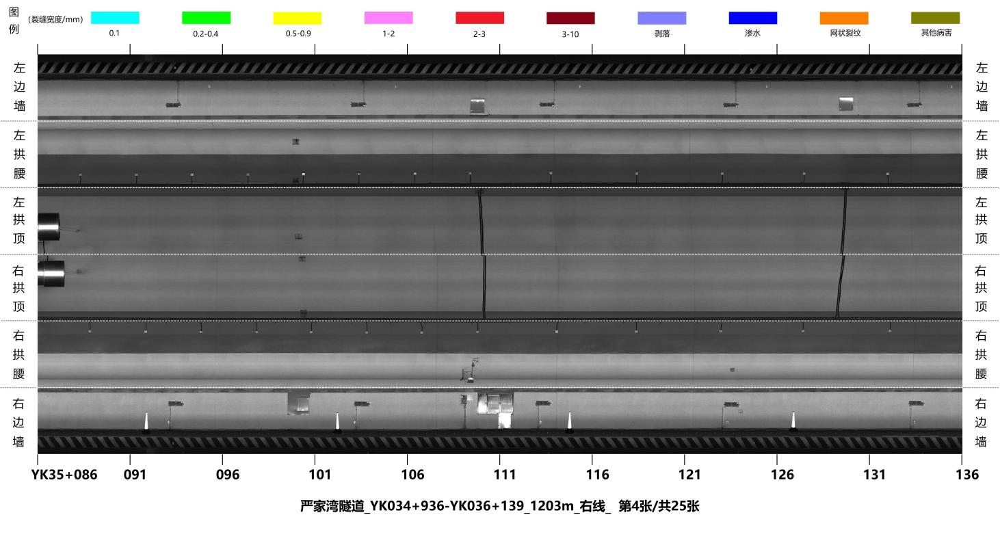 图例
(裂缝宽度/mm)
0.1
0.2-0.4
0.5-0.9
1-2
2-3
3-10
剥落
渗水
网状裂纹
其他病害
左边墙
左边墙
左拱腰
左拱腰
左拱顶
左拱顶
右拱顶
右拱顶
右拱腰
右拱腰
右边墙
右边墙
YK35+086 091 096 101 106 111 116 121 126 131 136
严家湾隧道_YK034+936-YK036+139_1203m_右线_ 第4张/共25张